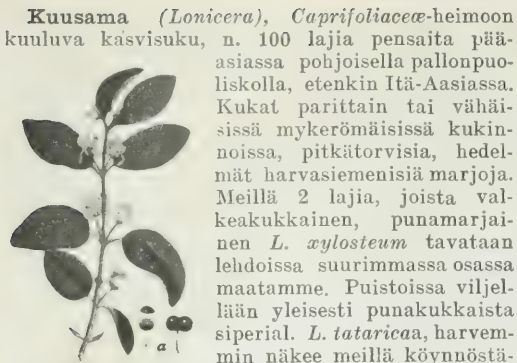 Kuusama (Lonicera), Caprifoliaceæ-heimoon
kuuluva kasvisuku, n. 100 lajia pensaita pää-
asiassa pohjoisella pallonpuo-
liskolla, etenkin Itä-Aasiassa.
Kukat parittain tai vähäi-
sissä mykerömäisissä kukin-
noissa, pitkätorvisia, hedel-
mät harvasiemenisiä marjoja.
Meillä 2 lajia, joista val-
keakukkainen, punamarjai-
nen L. xylosteum tavataan
lehdoissa suurimmassa osassa
maatamme. Puistoissa viljel-
lään yleisesti punakukkaista
siperial. L. tataricaa, harvem-
min näkee meillä köynnöstä-
a